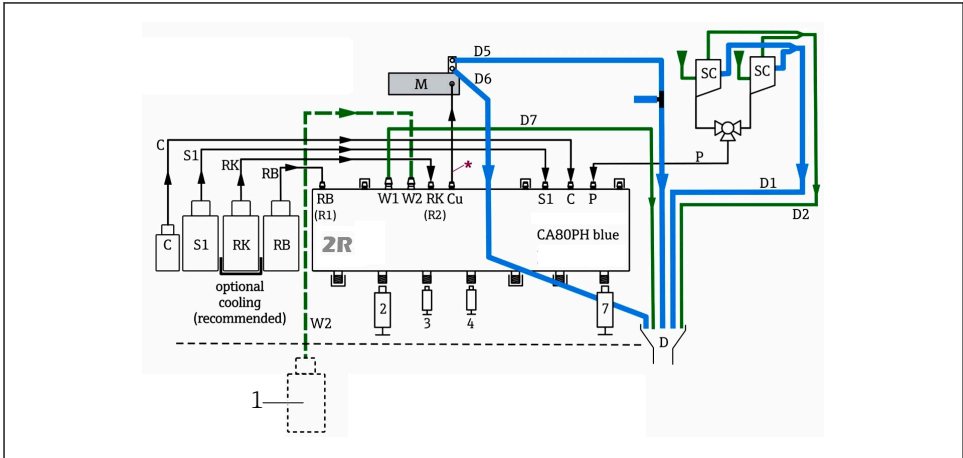 D5
SC
SC
D6
M
D7
C
S1
P
RK
*
RB
RB
(R1)
W1 W2 RK Cu
(R2)
S1 C P
D1
D2
2R
CA80PH blue
C
S1
RK
RB
optional
cooling
(recommended)
2
3
4
7
W2
D
1